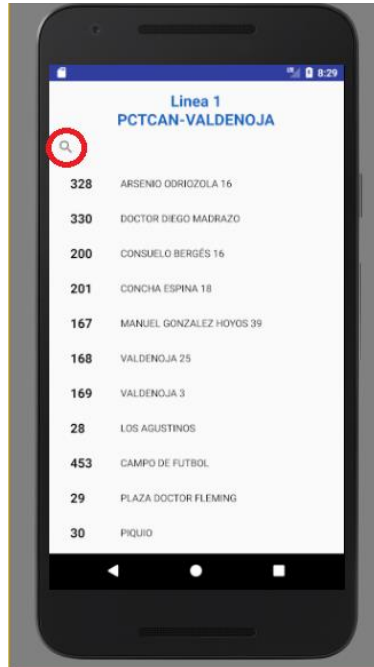 8:29
Linea 1
PCTCAN-VALDENOJA
328 ARSENIO ODRIOZOLA 16
330 DOCTOR DIEGO MADRAZO
200 CONSUELO BERGÉS 16
201 CONCHA ESPINA 18
167 MANUEL GONZALEZ HOYOS 39
168 VALDENOJA 25
169 VALDENOJA 3
28 LOS AGUSTINOS
453 CAMPO DE FUTBOL
29 PLAZA DOCTOR FLEMING
30 PIQUIO